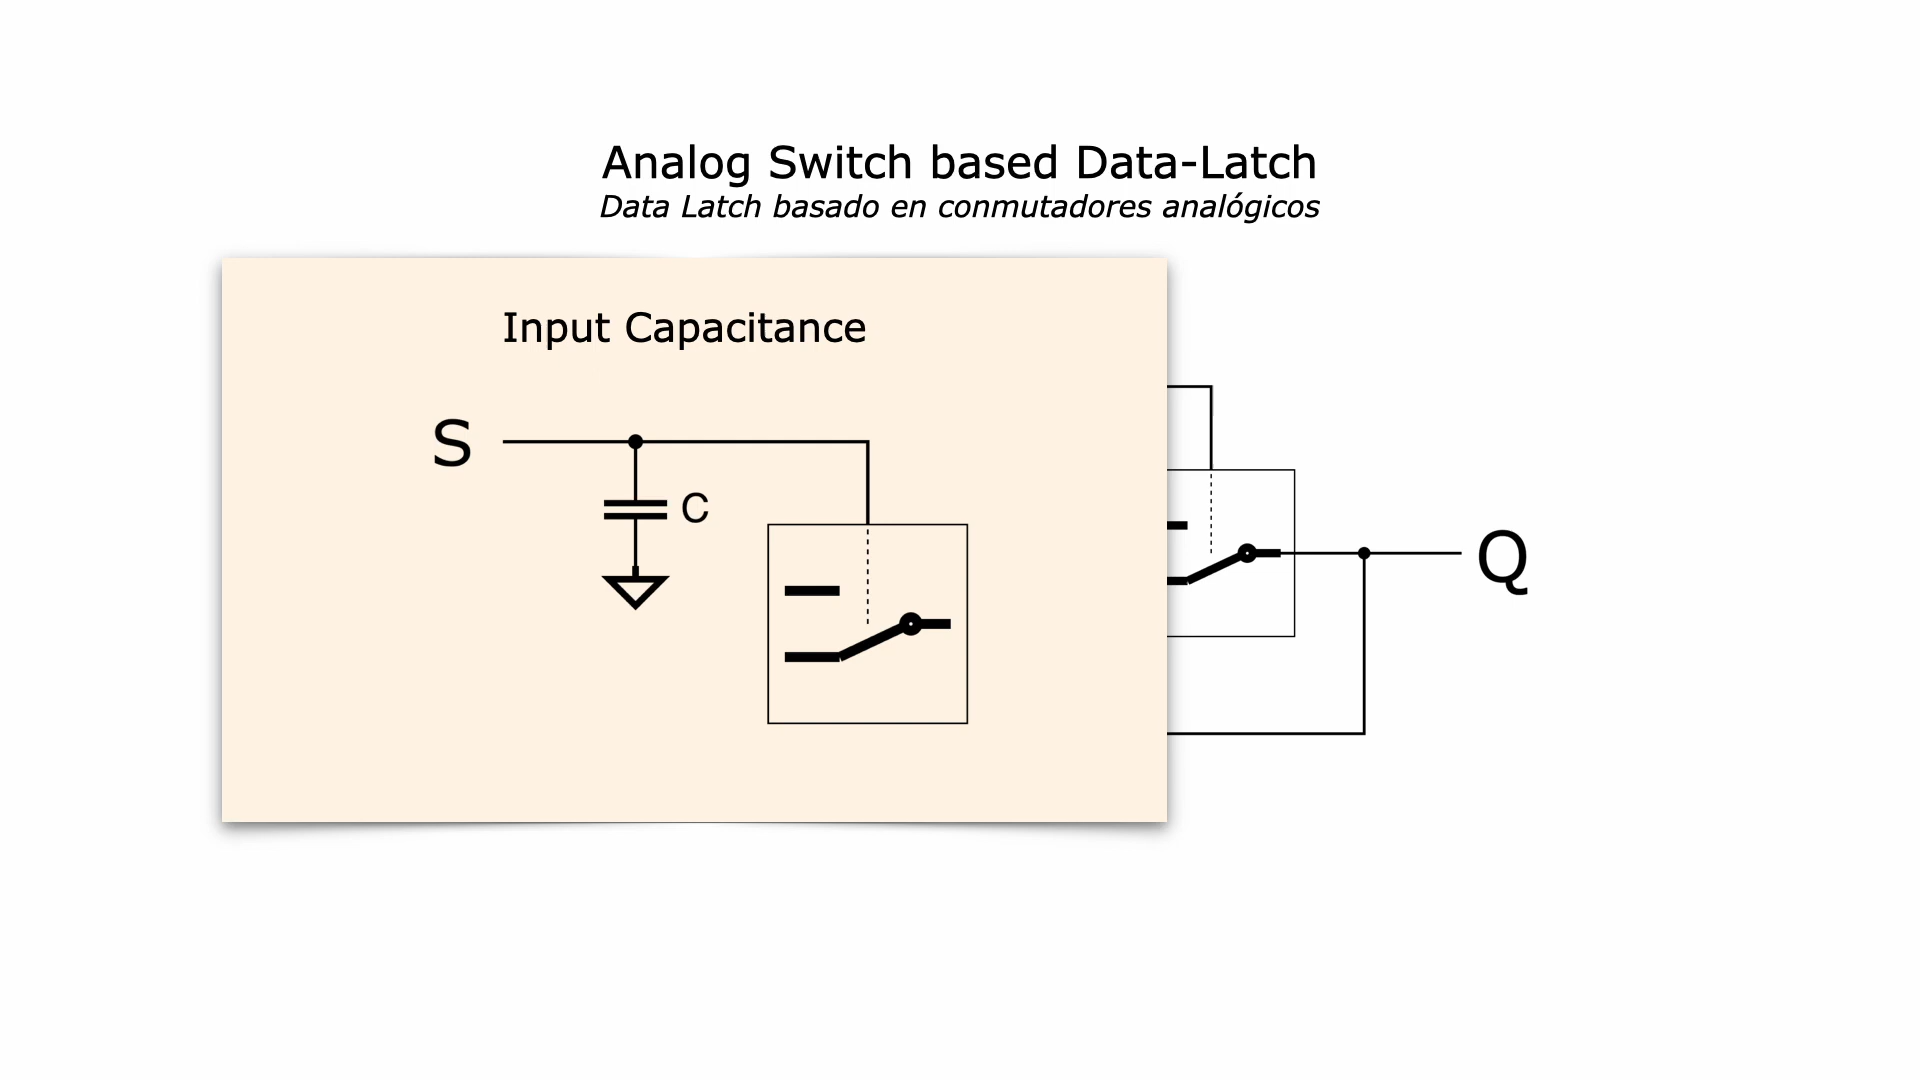 Analog Switch based Data-Latch
Data Latch basado en conmutadores analógicos
Input Capacitance
S
C
Q